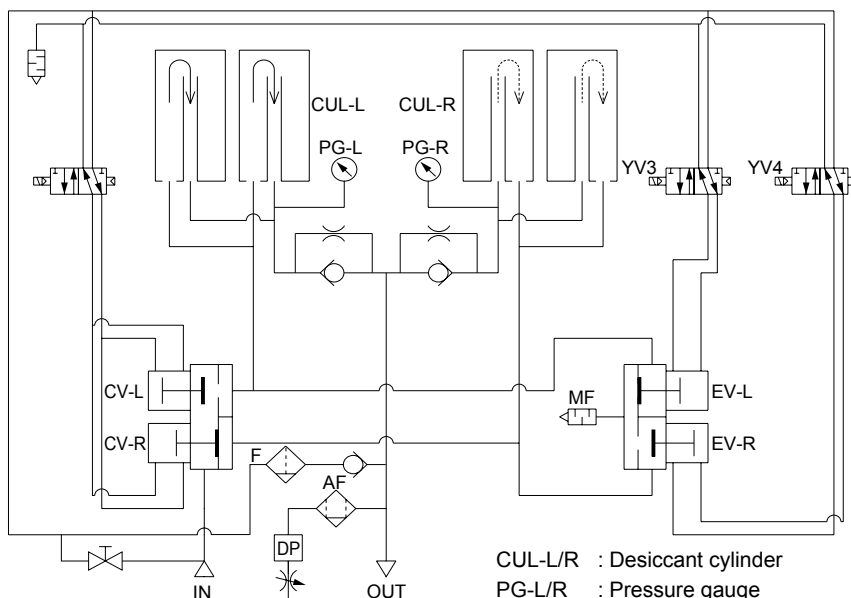 CUL-L
CUL-R
PG-L
PG-R
YV3
YV4
CV-L
EV-L
MF
CV-R
EV-R
F
AF
DP
IN
OUT
CUL-L/R : Desiccant cylinder
PG-L/R : Pressure gauge